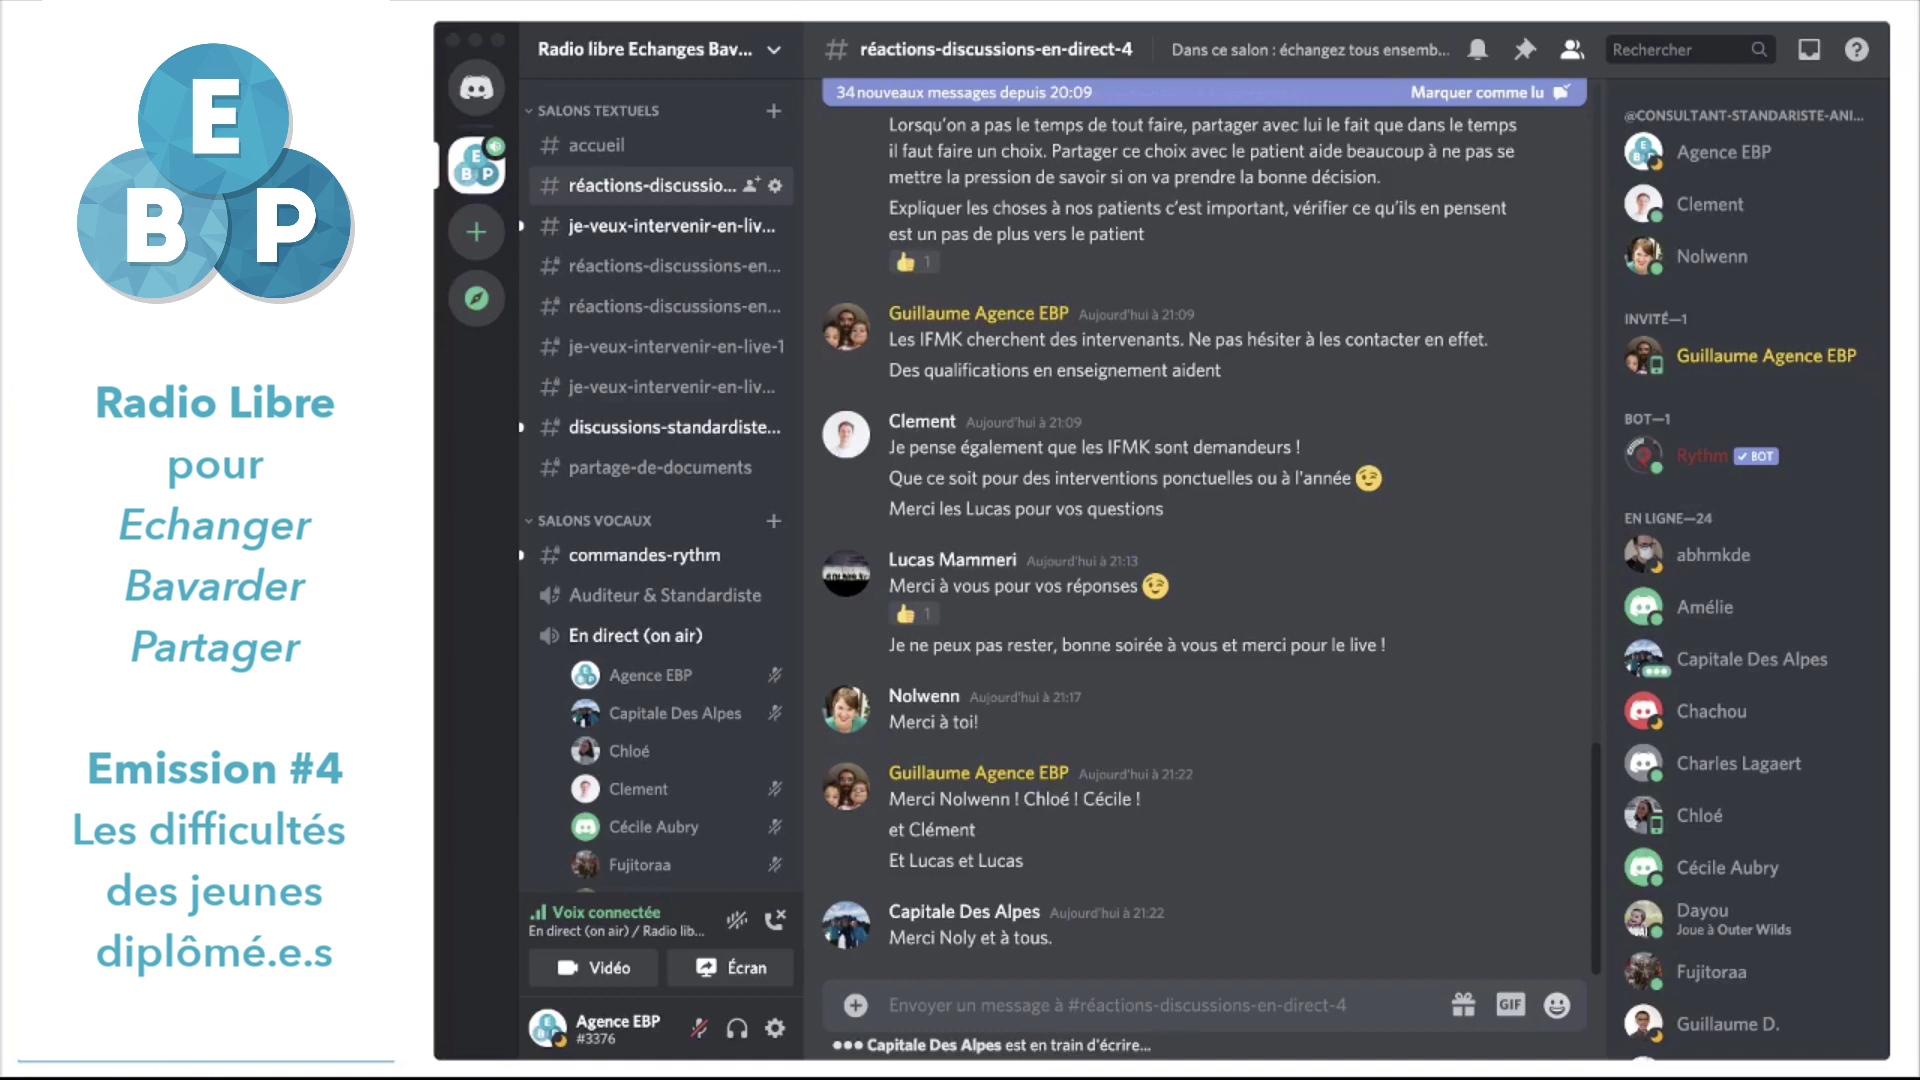 E
B P
Radio Libre
pour
Echanger
Bavarder
Partager
Emission #4
Les difficultés
des jeunes
diplômé.e.s
E
B P
Radio libre Echanges Bav...
SALONS TEXTUELS
accueil
réactions-discussio...
je-veux-intervenir-en-liv...
réactions-discussions-en...
réactions-discussions-en...
je-veux-intervenir-en-live-1
je-veux-intervenir-en-liv...
discussions-standardiste...
partage-de-documents
SALONS VOCAUX
commandes-rythm
Auditeur & Standardiste
En direct (on air)
Agence EBP
Capitale Des Alpes
Chloé
Clement
Cécile Aubry
Fujitoraa
Voix connectée
En direct (on air) / Radio lib...
Vidéo
Écran
Agence EBP
#3376
# réactions-discussions-en-direct-4
Dans ce salon : échangez tous ensemb...
Rechercher
34 nouveaux messages depuis 20:09
Marquer comme lu
Lorsqu'on a pas le temps de tout faire, partager avec lui le fait que dans le temps
il faut faire un choix. Partager ce choix avec le patient aide beaucoup à ne pas se
mettre la pression de savoir si on va prendre la bonne décision.
Expliquer les choses à nos patients c'est important, vérifier ce qu'ils en pensent
est un pas de plus vers le patient
👍 1
Guillaume Agence EBP Aujourd'hui à 21:09
Les IFMK cherchent des intervenants. Ne pas hésiter à les contacter en effet.
Des qualifications en enseignement aident
Clement Aujourd'hui à 21:09
Je pense également que les IFMK sont demandeurs !
Que ce soit pour des interventions ponctuelles ou à l'année 😉
Merci les Lucas pour vos questions
Lucas Mammeri Aujourd'hui à 21:13
Merci à vous pour vos réponses 😉
👍 1
Je ne peux pas rester, bonne soirée à vous et merci pour le live !
Nolwenn Aujourd'hui à 21:17
Merci à toi!
Guillaume Agence EBP Aujourd'hui à 21:22
Merci Nolwenn ! Chloé ! Cécile !
et Clément
Et Lucas et Lucas
Capitale Des Alpes Aujourd'hui à 21:22
Merci Noly et à tous.
Envoyer un message à #réactions-discussions-en-direct-4
GIF
Capitale Des Alpes est en train d'écrire...
@CONSULTANT-STANDARISTE-ANI...
Agence EBP
Clement
Nolwenn
INVITÉ—1
Guillaume Agence EBP
BOT—1
Rythm ✓ BOT
EN LIGNE—24
abhmkde
Amélie
Capitale Des Alpes
Chachou
Charles Lagaert
Chloé
Cécile Aubry
Dayou
Joue à Outer Wilds
Fujitoraa
Guillaume D.